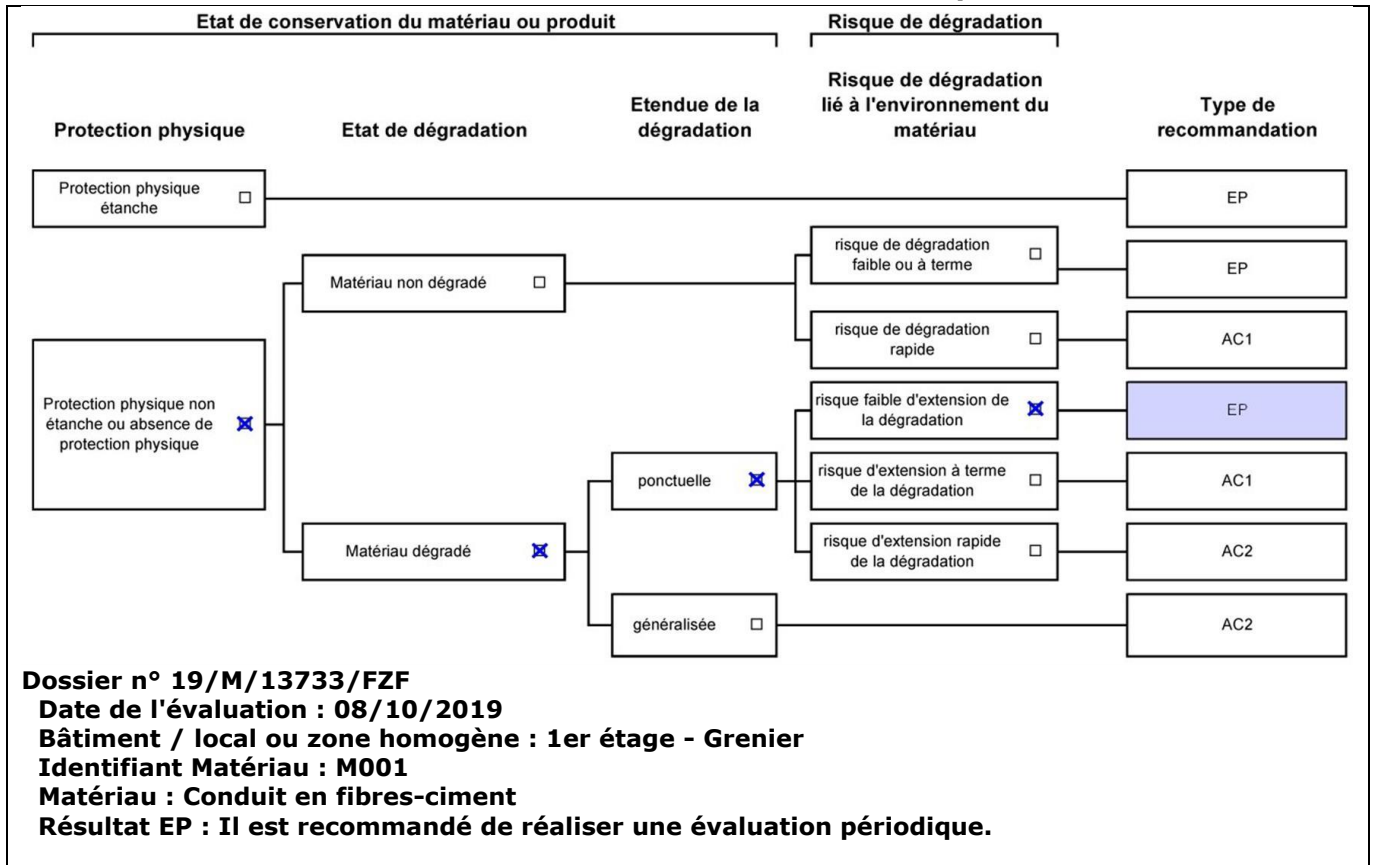 Etat de conservation du matériau ou produit
Risque de dégradation
Protection physique
Etat de dégradation
Etendue de la
dégradation
Risque de dégradation
lié à l'environnement du
matériau
Type de
recommandation
Protection physique
étanche
EP
risque de dégradation
faible ou à terme
EP
Matériau non dégradé
risque de dégradation
rapide
AC1
Protection physique non
étanche ou absence de
protection physique
risque faible d'extension de
la dégradation
EP
ponctuelle
risque d'extension à terme
de la dégradation
AC1
Matériau dégradé
risque d'extension rapide
de la dégradation
AC2
généralisée
AC2
Dossier n° 19/M/13733/FZF
Date de l'évaluation : 08/10/2019
Bâtiment / local ou zone homogène : 1er étage - Grenier
Identifiant Matériau : M001
Matériau : Conduit en fibres-ciment
Résultat EP : Il est recommandé de réaliser une évaluation périodique.